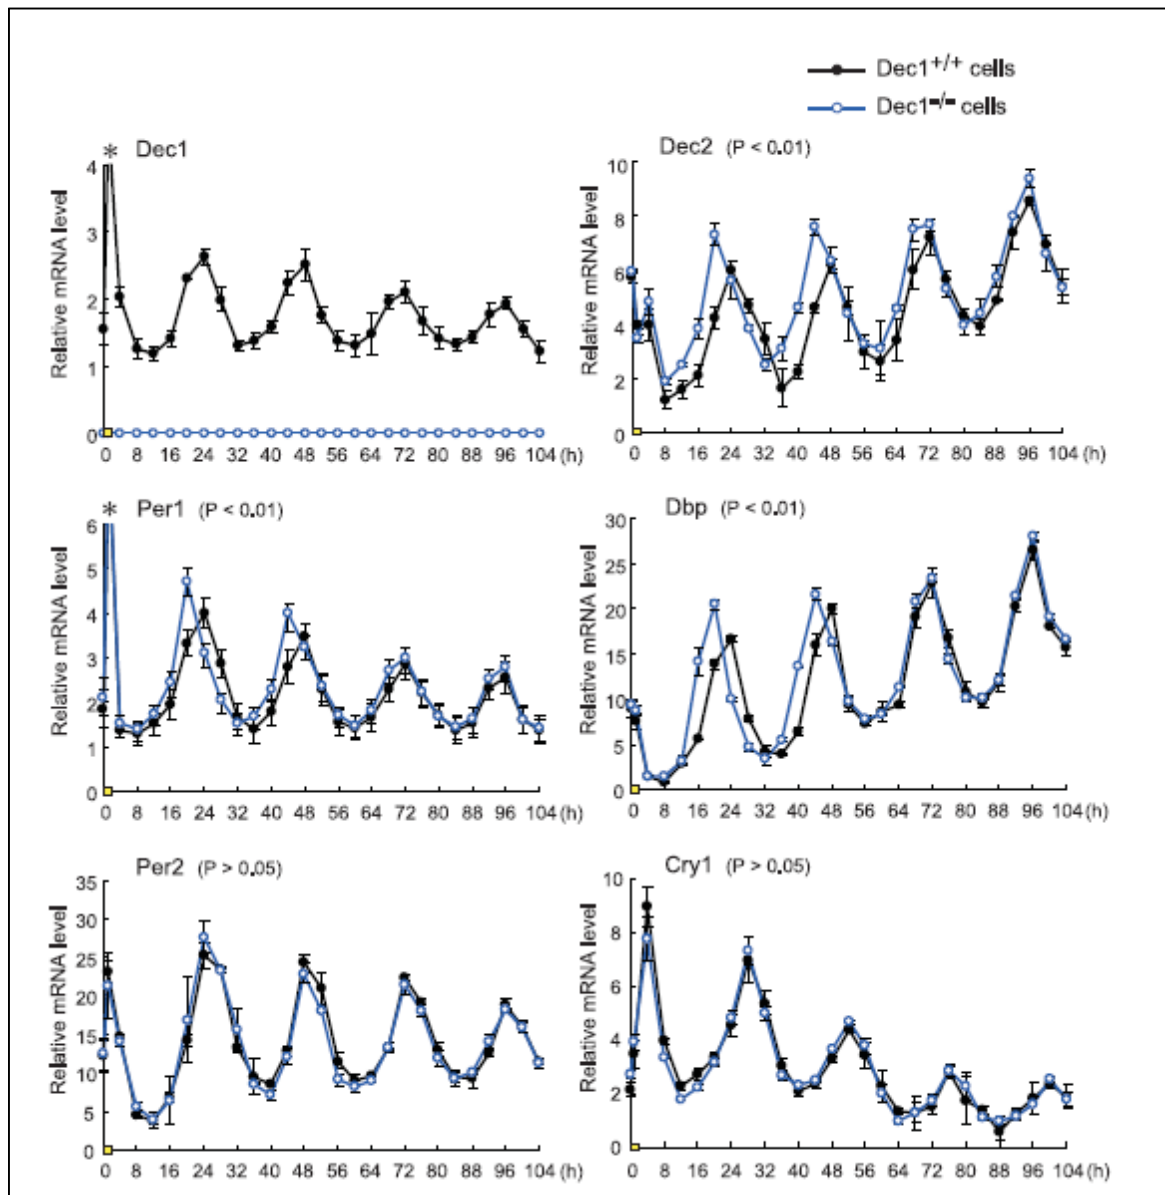 Dec1+/+ cells
Dec1-/- cells
* Dec1
Relative mRNA level
4
3
2
1
0
0 8 16 24 32 40 48 56 64 72 80 88 96 104 (h)
Dec2 (P < 0.01)
Relative mRNA level
10
8
6
4
2
0
0 8 16 24 32 40 48 56 64 72 80 88 96 104 (h)
* Per1 (P < 0.01)
Relative mRNA level
6
5
4
3
2
1
0
0 8 16 24 32 40 48 56 64 72 80 88 96 104 (h)
Dbp (P < 0.01)
Relative mRNA level
30
25
20
15
10
5
0
0 8 16 24 32 40 48 56 64 72 80 88 96 104 (h)
Per2 (P > 0.05)
Relative mRNA level
35
30
25
20
15
10
5
0
0 8 16 24 32 40 48 56 64 72 80 88 96 104 (h)
Cry1 (P > 0.05)
Relative mRNA level
10
8
6
4
2
0
0 8 16 24 32 40 48 56 64 72 80 88 96 104 (h)